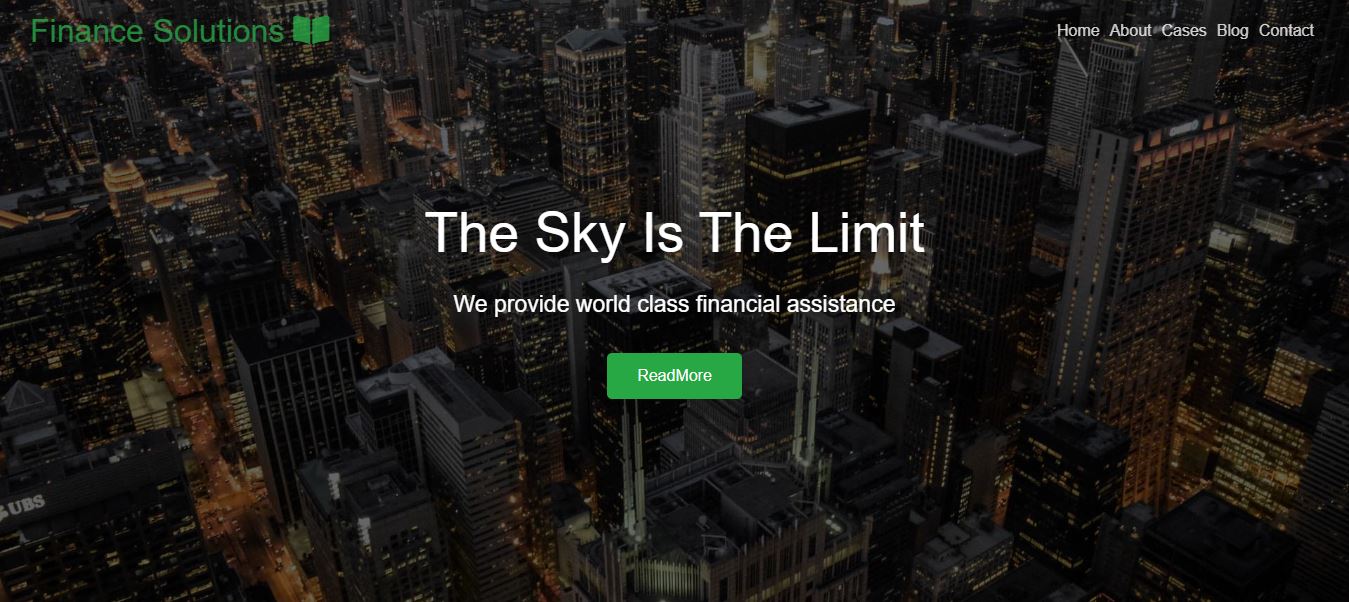 Finance Solutions
Home About Cases Blog Contact
The Sky Is The Limit
We provide world class financial assistance
ReadMore
UBS